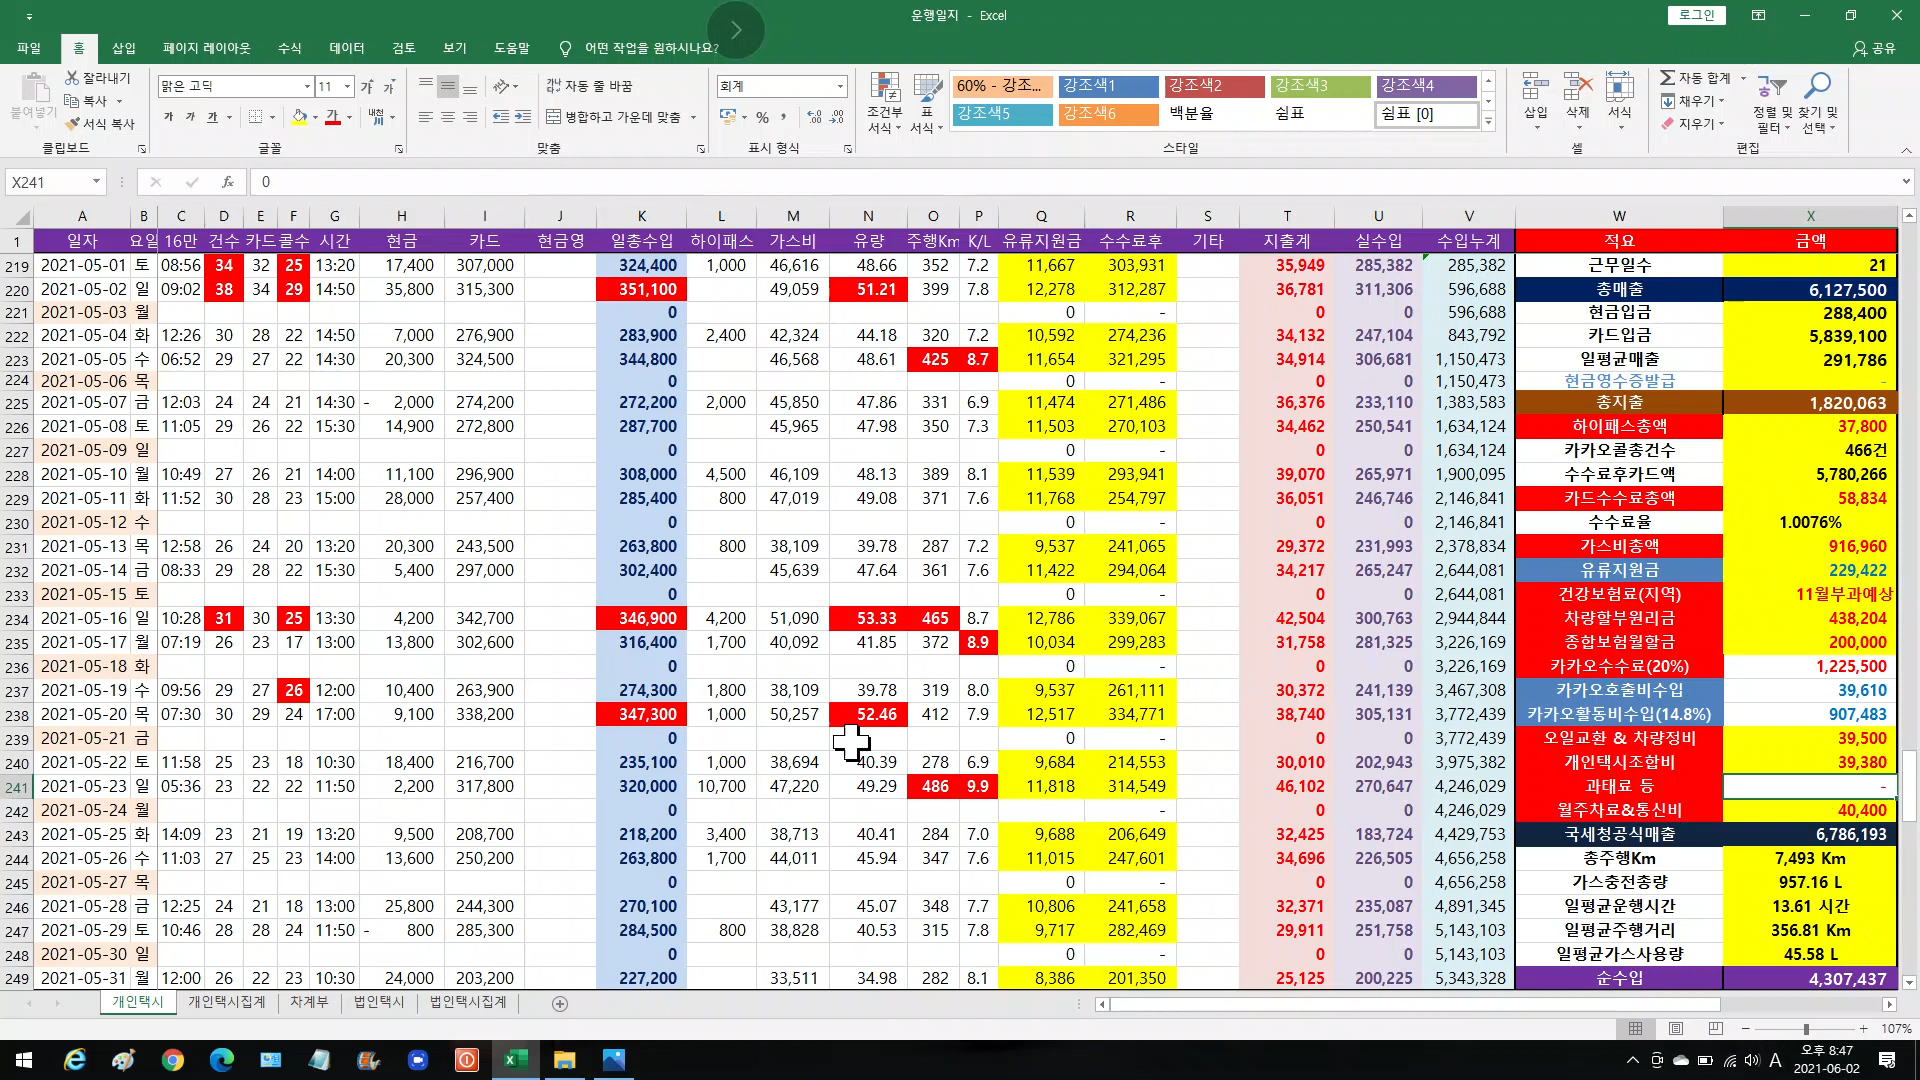 운행일지 - Excel
로그인
파일 홈 삽입 페이지 레이아웃 수식 데이터 검토 보기 도움말 어떤 작업을 원하시나요? 공유
붙여넣기 잘라내기 복사 서식 복사 클립보드
맑은 고딕 11 가 가 가 가 가 가 내천 글꼴
자동 줄 바꿈 병합하고 가운데 맞춤 맞춤
회계 % , 표시 형식
조건부 서식 표 서식
60% - 강조... 강조색1 강조색2 강조색3 강조색4
강조색5 강조색6 백분율 쉼표 쉼표 [0]
스타일
삽입 삭제 서식 셀
자동 합계 채우기 지우기 정렬 및 필터 찾기 및 선택 편집
X241 fx 0
A B C D E F G H I J K L M N O P Q R S T U V W X
1 일자 요일 16만 건수 카드 콜수 시간 현금 카드 현금영 일총수입 하이패스 가스비 유량 주행Km K/L 유류지원금 수수료후 기타 지출계 실수입 수입누계 적요 금액
219 2021-05-01 토 08:56 34 32 25 13:20 17,400 307,000 324,400 1,000 46,616 48.66 352 7.2 11,667 303,931 35,949 285,382 285,382 근무일수 21
220 2021-05-02 일 09:02 38 34 29 14:50 35,800 315,300 351,100 49,059 51.21 399 7.8 12,278 312,287 36,781 311,306 596,688 총매출 6,127,500
221 2021-05-03 월 0 0 - 0 0 596,688 현금입금 288,400
222 2021-05-04 화 12:26 30 28 22 14:50 7,000 276,900 283,900 2,400 42,324 44.18 320 7.2 10,592 274,236 34,132 247,104 843,792 카드입금 5,839,100
223 2021-05-05 수 06:52 29 27 22 14:30 20,300 324,500 344,800 46,568 48.61 425 8.7 11,654 321,295 34,914 306,681 1,150,473 일평균매출 291,786
224 2021-05-06 목 0 0 - 0 0 1,150,473 현금영수증발급 -
225 2021-05-07 금 12:03 24 24 21 14:30 - 2,000 274,200 272,200 2,000 45,850 47.86 331 6.9 11,474 271,486 36,376 233,110 1,383,583 총지출 1,820,063
226 2021-05-08 토 11:05 29 26 22 15:30 14,900 272,800 287,700 45,965 47.98 350 7.3 11,503 270,103 34,462 250,541 1,634,124 하이패스총액 37,800
227 2021-05-09 일 0 0 - 0 0 1,634,124 카카오콜총건수 466건
228 2021-05-10 월 10:49 27 26 21 14:00 11,100 296,900 308,000 4,500 46,109 48.13 389 8.1 11,539 293,941 39,070 265,971 1,900,095 수수료후카드액 5,780,266
229 2021-05-11 화 11:52 30 28 23 15:00 28,000 257,400 285,400 800 47,019 49.08 371 7.6 11,768 254,797 36,051 246,746 2,146,841 카드수수료총액 58,834
230 2021-05-12 수 0 0 - 0 0 2,146,841 수수료율 1.0076%
231 2021-05-13 목 12:58 26 24 20 13:20 20,300 243,500 263,800 800 38,109 39.78 287 7.2 9,537 241,065 29,372 231,993 2,378,834 가스비총액 916,960
232 2021-05-14 금 08:33 29 28 22 15:30 5,400 297,000 302,400 45,639 47.64 361 7.6 11,422 294,064 34,217 265,247 2,644,081 유류지원금 229,422
233 2021-05-15 토 0 0 - 0 0 2,644,081 건강보험료(지역) 11월부과예상
234 2021-05-16 일 10:28 31 30 25 13:30 4,200 342,700 346,900 4,200 51,090 53.33 465 8.7 12,786 339,067 42,504 300,763 2,944,844 차량할부원리금 438,204
235 2021-05-17 월 07:19 26 23 17 13:00 13,800 302,600 316,400 1,700 40,092 41.85 372 8.9 10,034 299,283 31,758 281,325 3,226,169 종합보험월할금 200,000
236 2021-05-18 화 0 0 - 0 0 3,226,169 카카오수수료(20%) 1,225,500
237 2021-05-19 수 09:56 29 27 26 12:00 10,400 263,900 274,300 1,800 38,109 39.78 319 8.0 9,537 261,111 30,372 241,139 3,467,308 카카오호출비수입 39,610
238 2021-05-20 목 07:30 30 29 24 17:00 9,100 338,200 347,300 1,000 50,257 52.46 412 7.9 12,517 334,771 38,740 305,131 3,772,439 카카오활동비수입(14.8%) 907,483
239 2021-05-21 금 0 0 - 0 0 3,772,439 오일교환 & 차량정비 39,500
240 2021-05-22 토 11:58 25 23 18 10:30 18,400 216,700 235,100 1,000 38,694 40.39 278 6.9 9,684 214,553 30,010 202,943 3,975,382 개인택시조합비 39,380
241 2021-05-23 일 05:36 23 22 22 11:50 2,200 317,800 320,000 10,700 47,220 49.29 486 9.9 11,818 314,549 46,102 270,647 4,246,029 과태료 등 -
242 2021-05-24 월 0 0 - 0 0 4,246,029 월주차료&통신비 40,400
243 2021-05-25 화 14:09 23 21 19 13:20 9,500 208,700 218,200 3,400 38,713 40.41 284 7.0 9,688 206,649 32,425 183,724 4,429,753 국세청공식매출 6,786,193
244 2021-05-26 수 11:03 27 25 23 14:00 13,600 250,200 263,800 1,700 44,011 45.94 347 7.6 11,015 247,601 34,696 226,505 4,656,258 총주행Km 7,493 Km
245 2021-05-27 목 0 0 - 0 0 4,656,258 가스충전총량 957.16 L
246 2021-05-28 금 12:25 24 21 18 13:00 25,800 244,300 270,100 43,177 45.07 348 7.7 10,806 241,658 32,371 235,087 4,891,345 일평균운행시간 13.61 시간
247 2021-05-29 토 10:46 28 28 24 11:50 - 800 285,300 284,500 800 38,828 40.53 315 7.8 9,717 282,469 29,911 251,758 5,143,103 일평균주행거리 356.81 Km
248 2021-05-30 일 0 0 - 0 0 5,143,103 일평균가스사용량 45.58 L
249 2021-05-31 월 12:00 26 22 23 10:30 24,000 203,200 227,200 33,511 34.98 282 8.1 8,386 201,350 25,125 200,225 5,343,328 순수입 4,307,437
개인택시 개인택시집계 차계부 법인택시 법인택시집계
107%
A 오후 8:47
2021-06-02